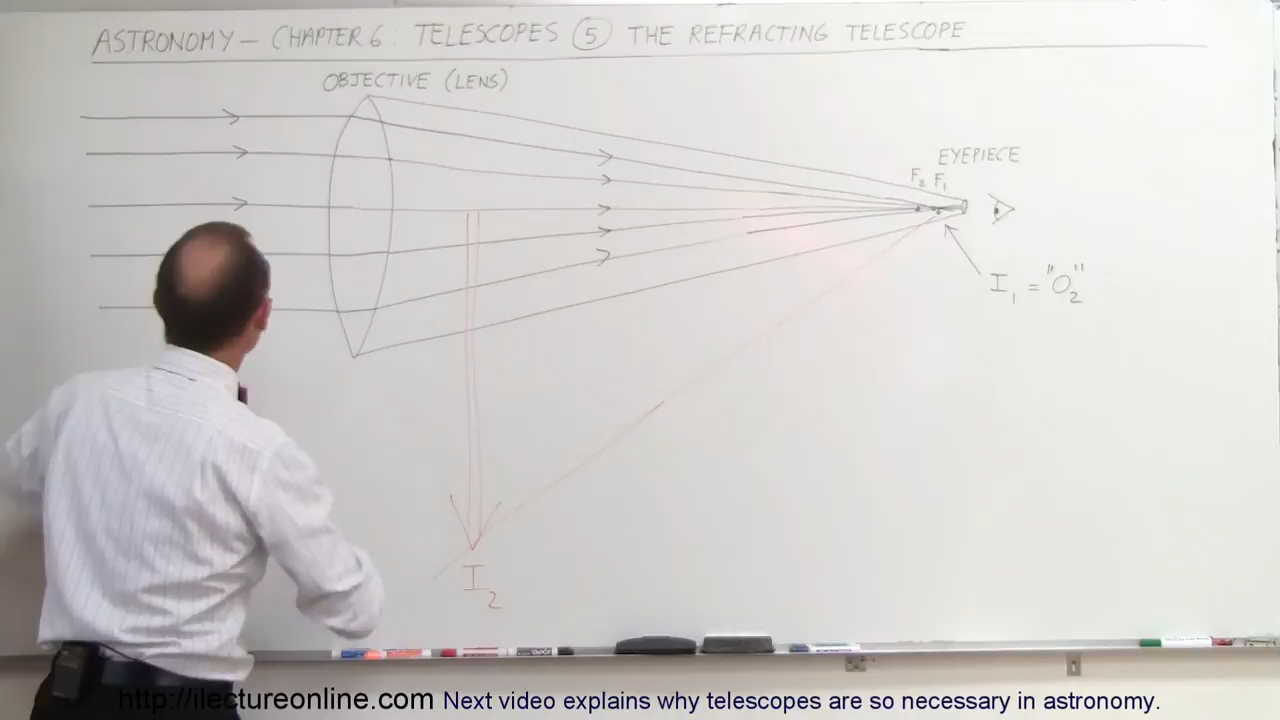 ASTRONOMY – CHAPTER 6 : TELESCOPES 5 THE REFRACTING TELESCOPE
OBJECTIVE (LENS)
EYEPIECE
F2 F1
I1 = "O2"
I2
http://ilectureonline.com Next video explains why telescopes are so necessary in astronomy.